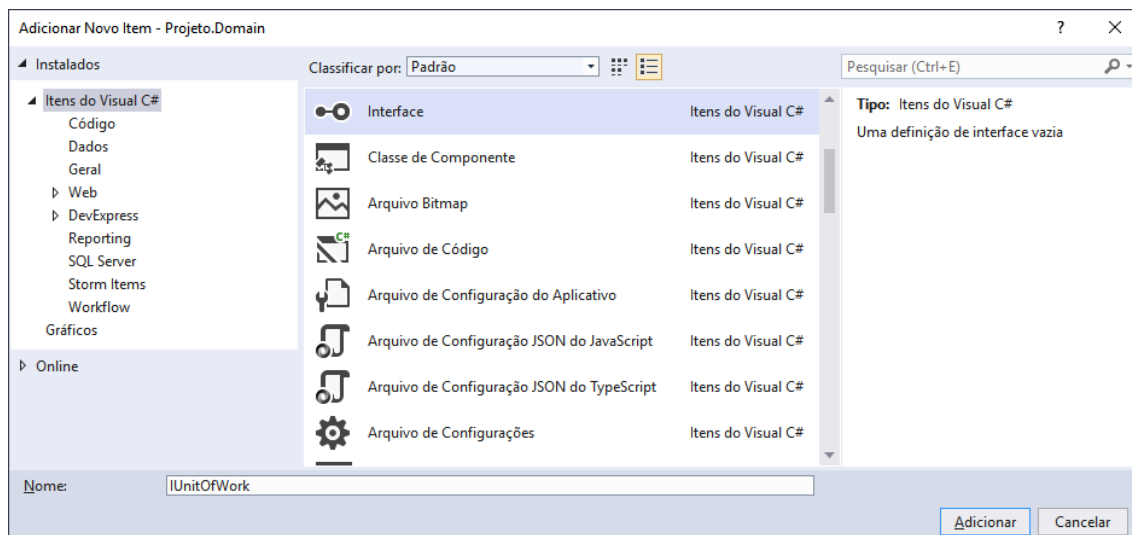 Adicionar Novo Item - Projeto.Domain
?
Instalados
Classificar por: Padrão
Pesquisar (Ctrl+E)
Itens do Visual C#
Código
Dados
Geral
Web
DevExpress
Reporting
SQL Server
Storm Items
Workflow
Gráficos
Online
Interface Itens do Visual C#
Classe de Componente Itens do Visual C#
Arquivo Bitmap Itens do Visual C#
C#
Arquivo de Código Itens do Visual C#
Arquivo de Configuração do Aplicativo Itens do Visual C#
Arquivo de Configuração JSON do JavaScript Itens do Visual C#
Arquivo de Configuração JSON do TypeScript Itens do Visual C#
Arquivo de Configurações Itens do Visual C#
Tipo: Itens do Visual C#
Uma definição de interface vazia
Nome: IUnitOfWork
Adicionar Cancelar